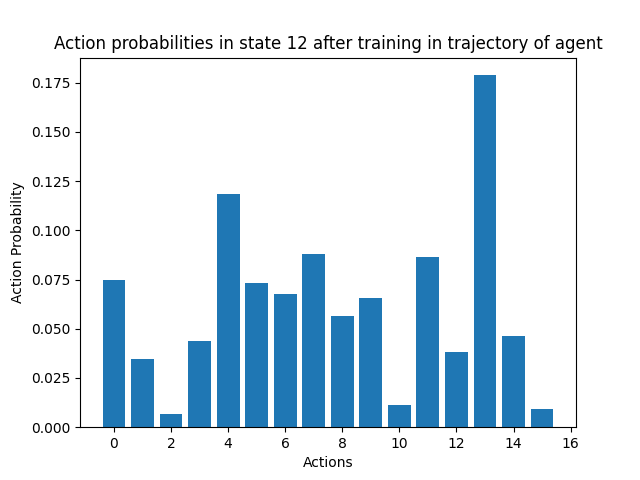 Action probabilities in state 12 after training in trajectory of agent
0.175
0.150
0.125
0.100
0.075
0.050
0.025
0.000
Action Probability
0 2 4 6 8 10 12 14 16
Actions